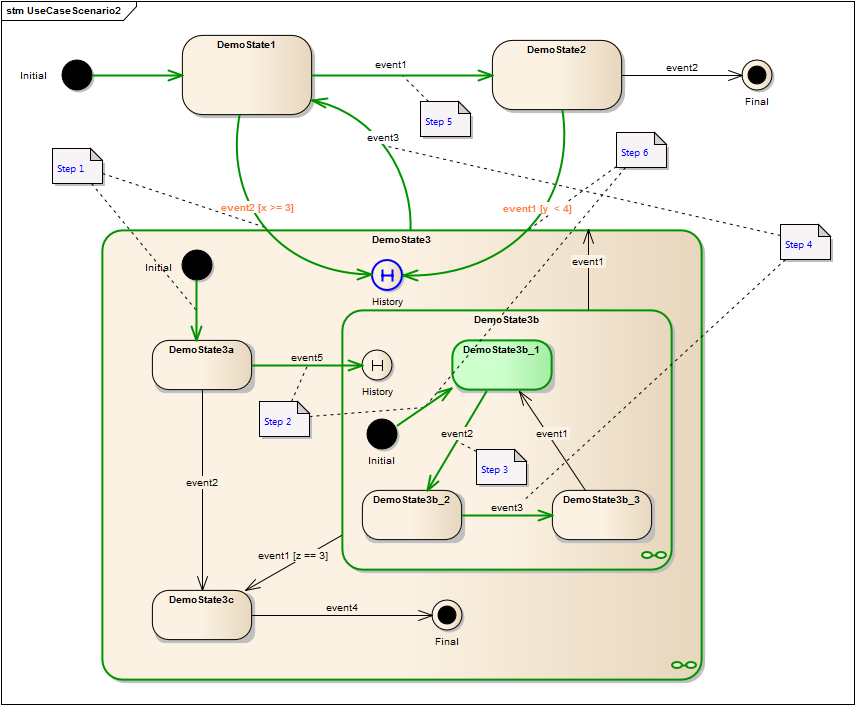 stm UseCaseScenario2
DemoState1
DemoState2
event1
event2
Initial
Final
Step 5
event3
Step 6
Step 1
event2 [x >= 3]
event1 [y < 4]
DemoState3
Step 4
Initial
event1
History
DemoState3b
DemoState3a
DemoState3b_1
event5
History
Step 2
event2
event1
Initial
Step 3
event2
DemoState3b_2
DemoState3b_3
event3
event1 [z == 3]
DemoState3c
event4
Final